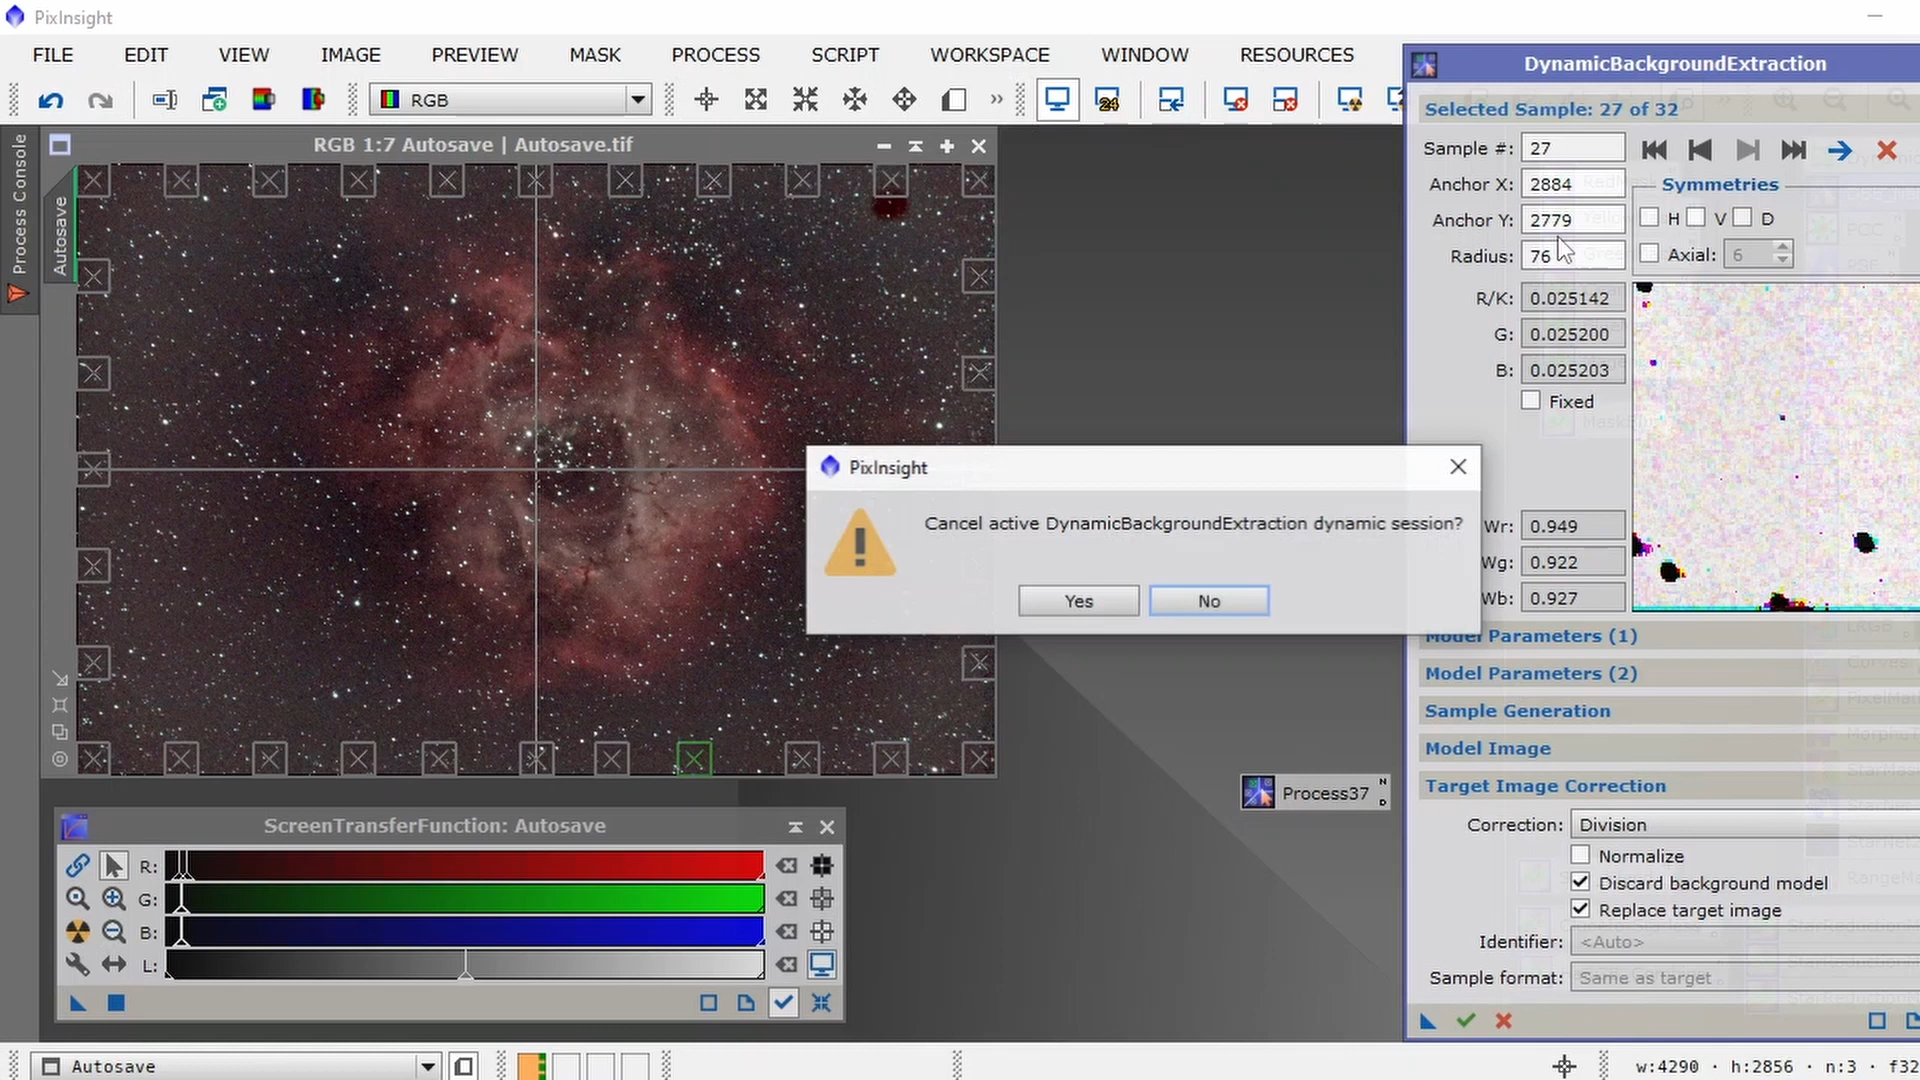 PixInsight
FILE EDIT VIEW IMAGE PREVIEW MASK PROCESS SCRIPT WORKSPACE WINDOW RESOURCES
RGB
24
Process Console
RGB 1:7 Autosave | Autosave.tif
Autosave
DynamicBackgroundExtraction
Selected Sample: 27 of 32
Sample #: 27
Anchor X: 2884
Symmetries
Anchor Y: 2779
H V D
Radius: 76
Axial: 6
R/K: 0.025142
G: 0.025200
B: 0.025203
Fixed
PixInsight
Cancel active DynamicBackgroundExtraction dynamic session?
Yes No
Wr: 0.949
Wg: 0.922
Wb: 0.927
Model Parameters (1)
Model Parameters (2)
Sample Generation
Model Image
Target Image Correction
Correction: Division
Normalize
Discard background model
Replace target image
Identifier: <Auto>
Sample format: Same as target
Process37
N
D
ScreenTransferFunction: Autosave
R:
G:
B:
L:
Autosave
w:4290 · h:2856 · n:3 · f32